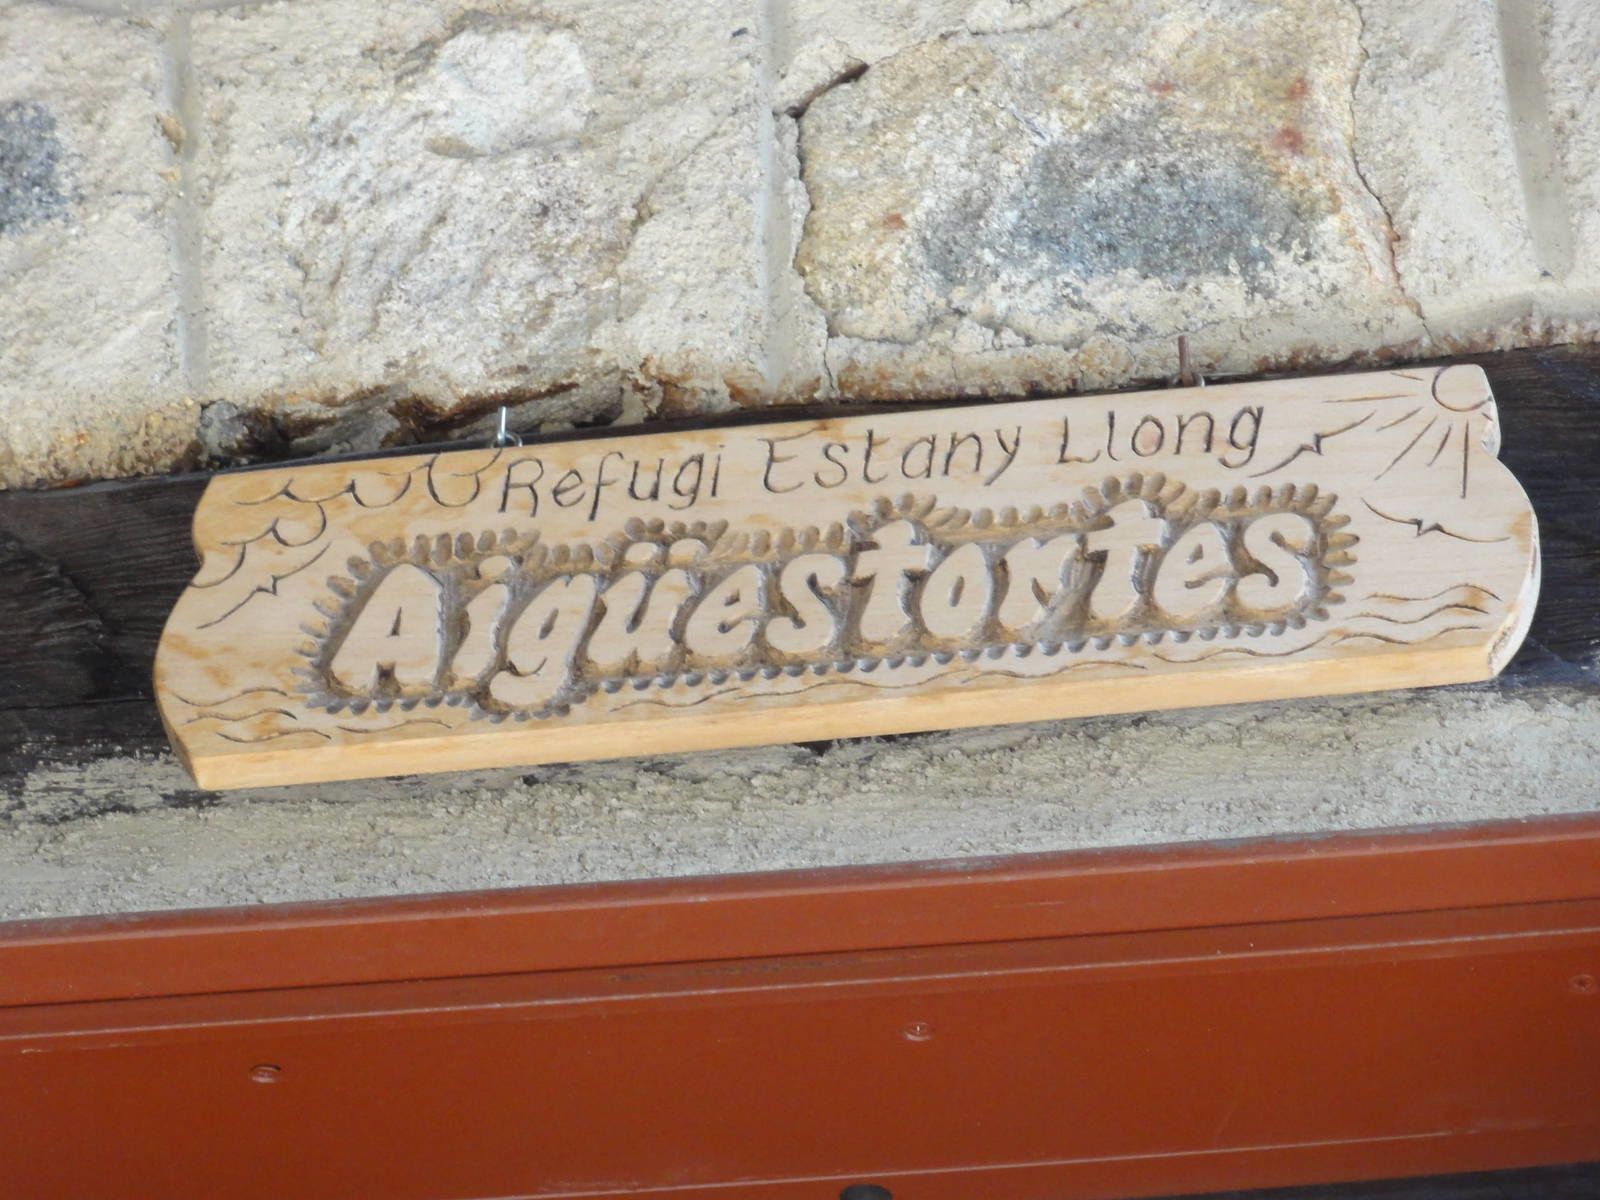 Refugi Estany Llong
Aigüestortes